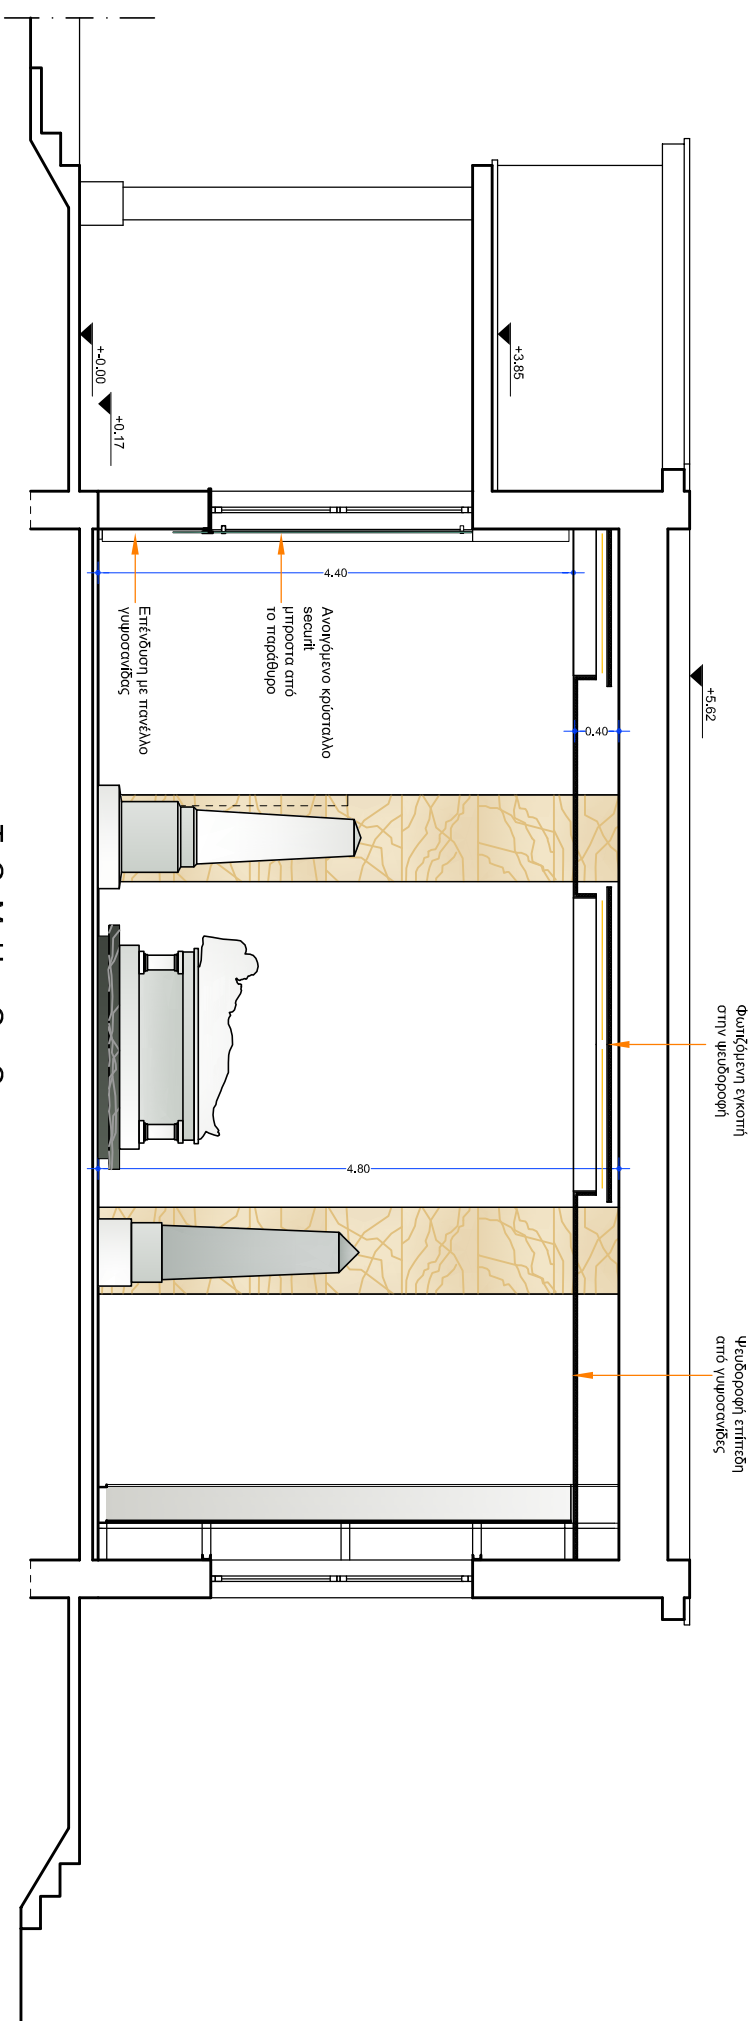 +5.62
Φωτιζόμενη εγκοπή
στην ψευδοροφή
Ψευδοροφή επίπεδη
από γυψοσανίδες
+3.85
0.40
4.40
4.80
Ανοιγόμενο κρύσταλλο
securit
μπροστα από
το παράθυρο
Επένδυση με πανέλλο
γυψοσανίδας
+-0.00
+0.17